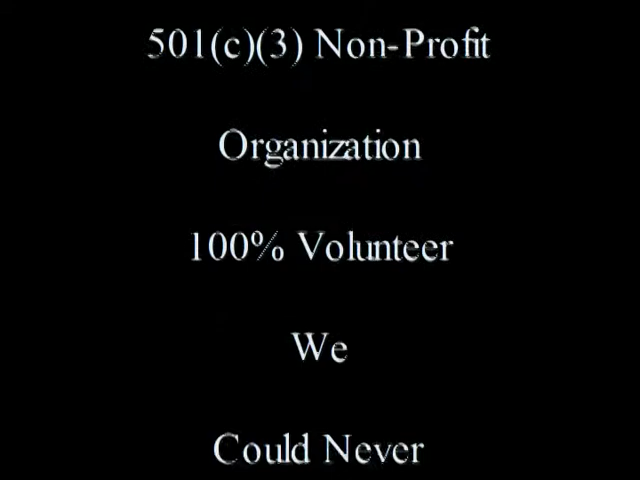 501(c)(3) Non-Profit
Organization
100% Volunteer
We
Could Never